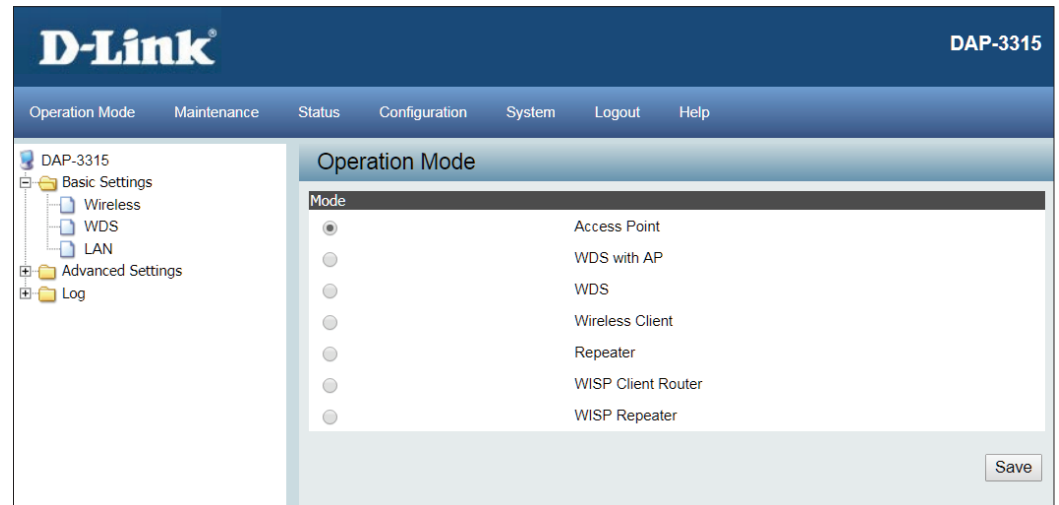 D-Link
DAP-3315
Operation Mode Maintenance Status Configuration System Logout Help
DAP-3315
Basic Settings
Wireless
WDS
LAN
Advanced Settings
Log
Operation Mode
Mode
Access Point
WDS with AP
WDS
Wireless Client
Repeater
WISP Client Router
WISP Repeater
Save